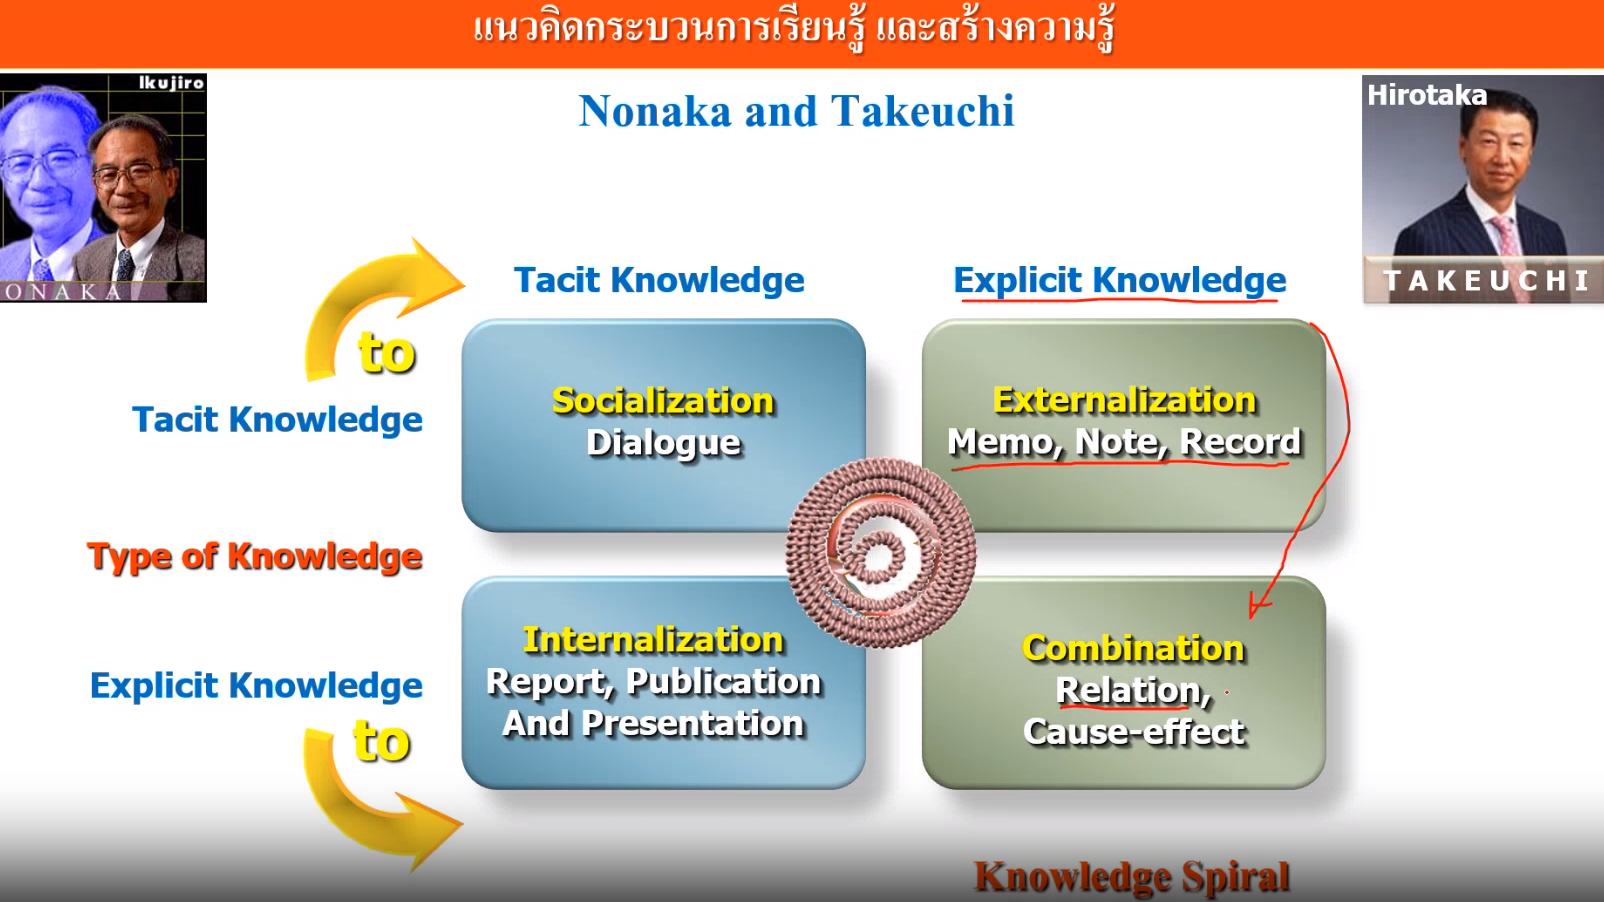 แนวคิดกระบวนการเรียนรู้ และสร้างความรู้
Ikujiro
ONAKA
Nonaka and Takeuchi
Hirotaka
TAKEUCHI
Tacit Knowledge
Explicit Knowledge
to
Tacit Knowledge
Socialization
Dialogue
Externalization
Memo, Note, Record
Type of Knowledge
Explicit Knowledge
to
Internalization
Report, Publication
And Presentation
Combination
Relation,
Cause-effect
Knowledge Spiral